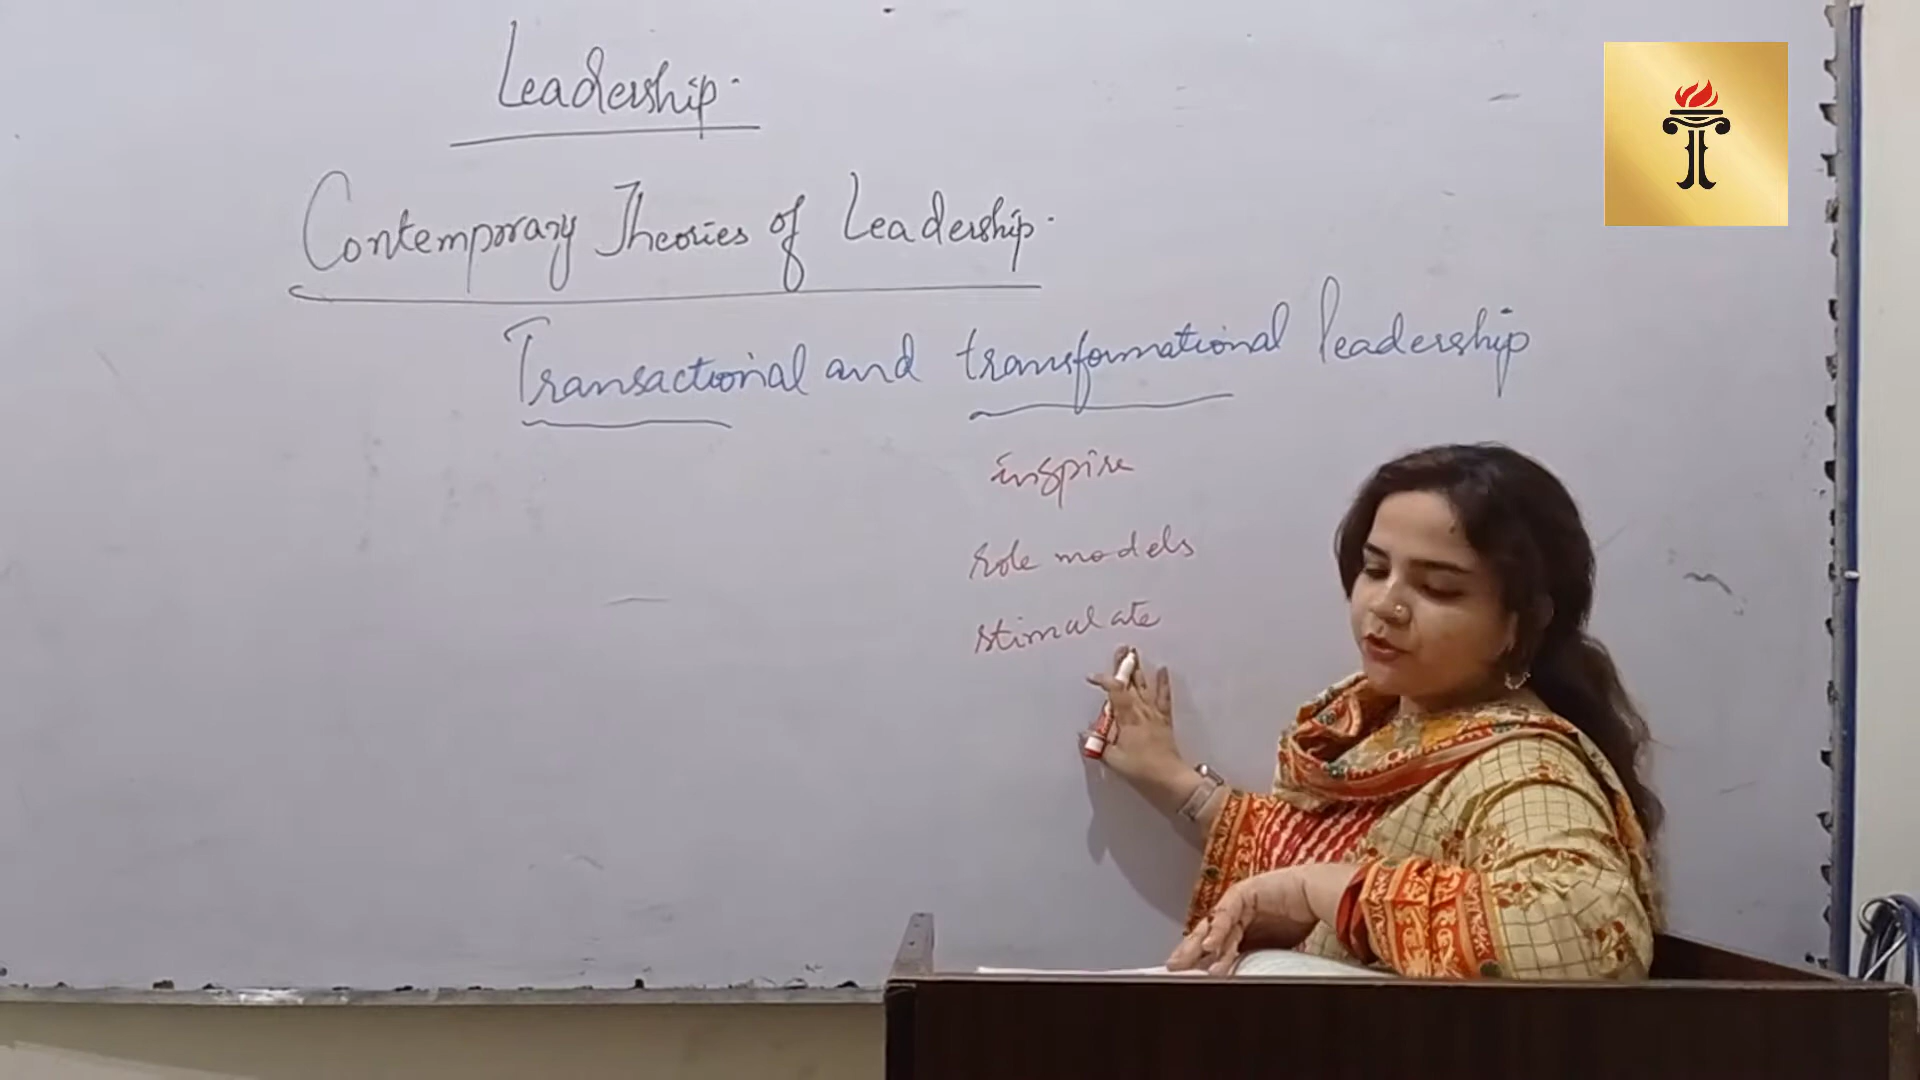 Leadership.
Contemporary Theories of Leadership.
Transactional and transformational leadership
inspire
role models
stimulate